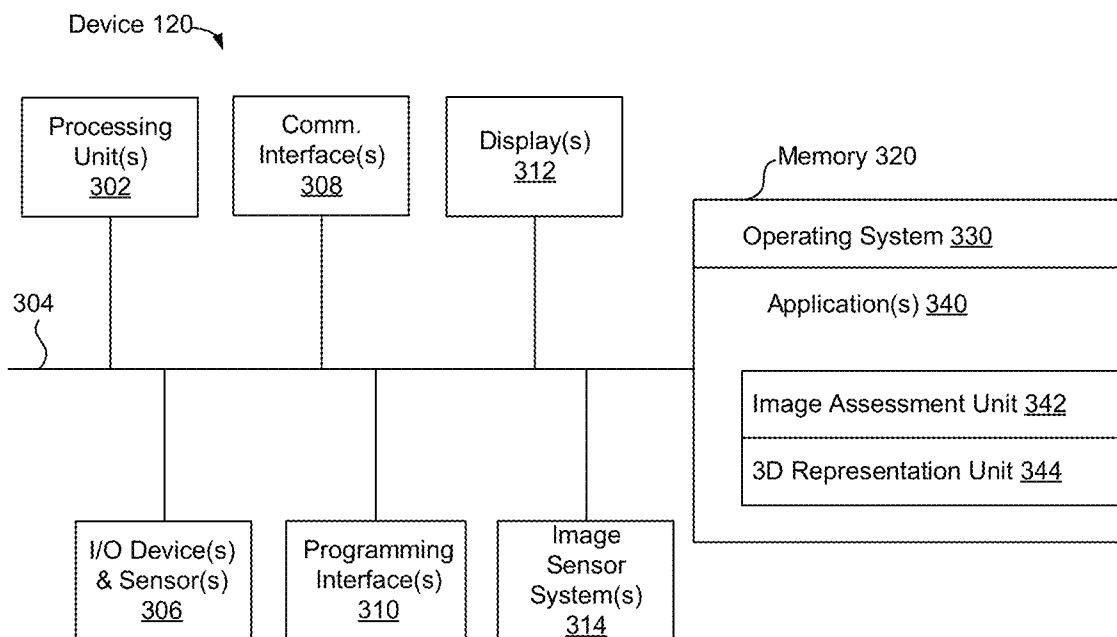 Device 120
Processing
Unit(s)
302
Comm.
Interface(s)
308
Display(s)
312
Memory 320
Operating System 330
Application(s) 340
Image Assessment Unit 342
3D Representation Unit 344
304
I/O Device(s)
& Sensor(s)
306
Programming
Interface(s)
310
Image
Sensor
System(s)
314